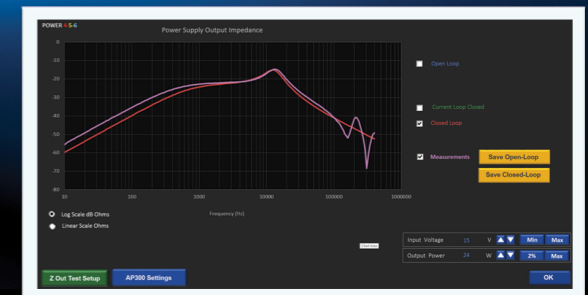 POWER 4-5-6
Power Supply Output Impedance
0
-10
-20
-30
-40
-50
-60
-70
-80
10 100 1000 10000 100000 1000000
Frequency (Hz)
Open Loop
Current Loop Closed
Closed Loop
Measurements
Save Open-Loop
Save Closed-Loop
Log Scale dB Ohms
Linear Scale Ohms
Input Voltage 15 V Min Max
Output Power 24 W 2% Max
Z Out Test Setup
AP300 Settings
OK